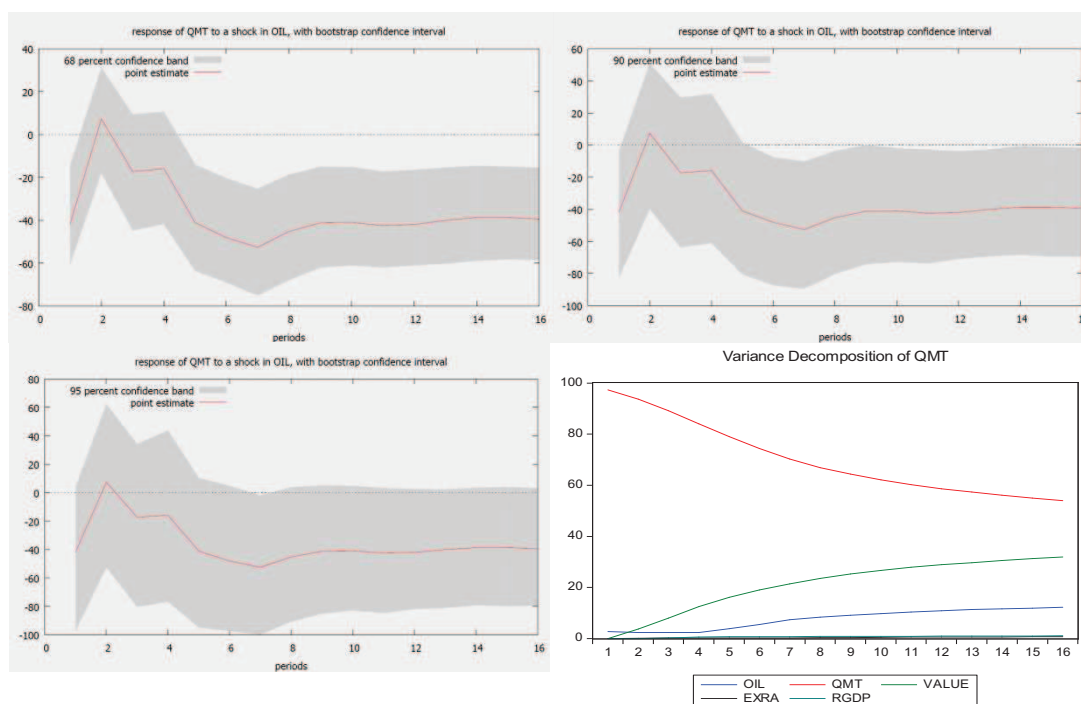 response of QMT to a shock in OIL, with bootstrap confidence interval
68 percent confidence band
point estimate
40
20
0
-20
-40
-60
-80
0 2 4 6 8 10 12 14 16
periods
response of QMT to a shock in OIL, with bootstrap confidence interval
90 percent confidence band
point estimate
60
40
20
0
-20
-40
-60
-80
-100
0 2 4 6 8 10 12 14 16
periods
response of QMT to a shock in OIL, with bootstrap confidence interval
95 percent confidence band
point estimate
80
60
40
20
0
-20
-40
-60
-80
-100
0 2 4 6 8 10 12 14 16
periods
Variance Decomposition of QMT
100
80
60
40
20
0
1 2 3 4 5 6 7 8 9 10 11 12 13 14 15 16
OIL QMT VALUE
EXRA RGDP